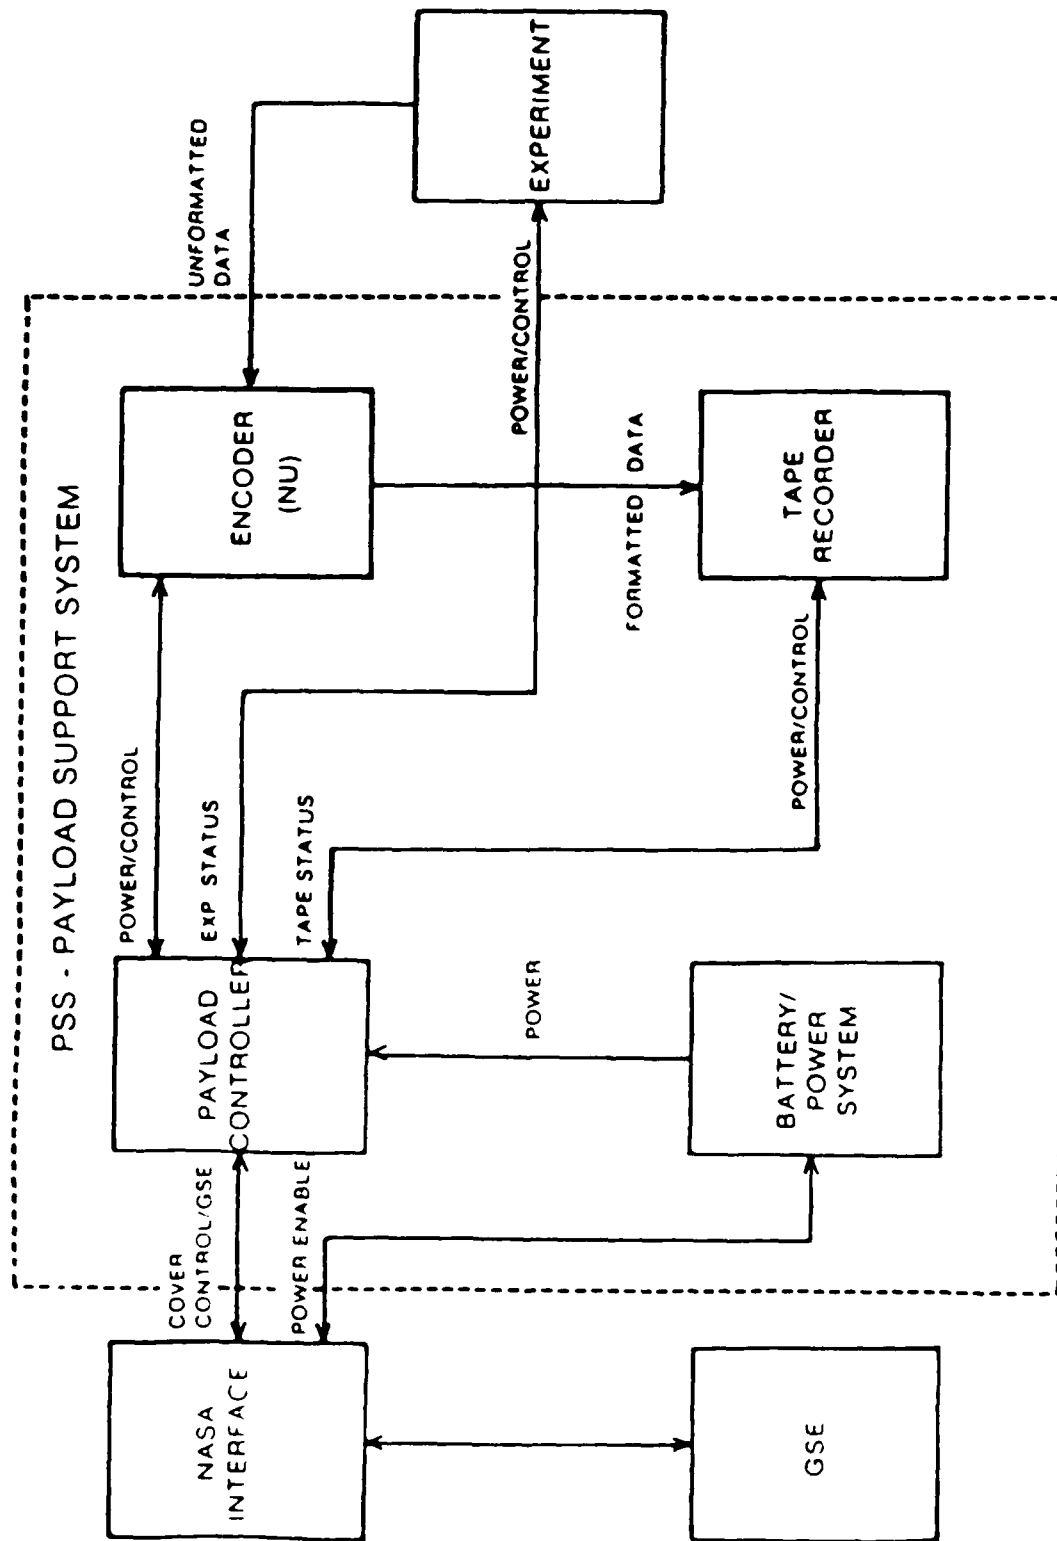 PSS - PAYLOAD SUPPORT SYSTEM
NASA
INTERFACE
COVER
CONTROL/GSE
POWER ENABLE
PAYLOAD
CONTROLLER
POWER/CONTROL
EXP STATUS
TAPE STATUS
ENCODER
(NU)
UNFORMATTED
DATA
EXPERIMENT
POWER/CONTROL
FORMATTED DATA
GSE
BATTERY/
POWER
SYSTEM
POWER
POWER/CONTROL
TAPE
RECORDER